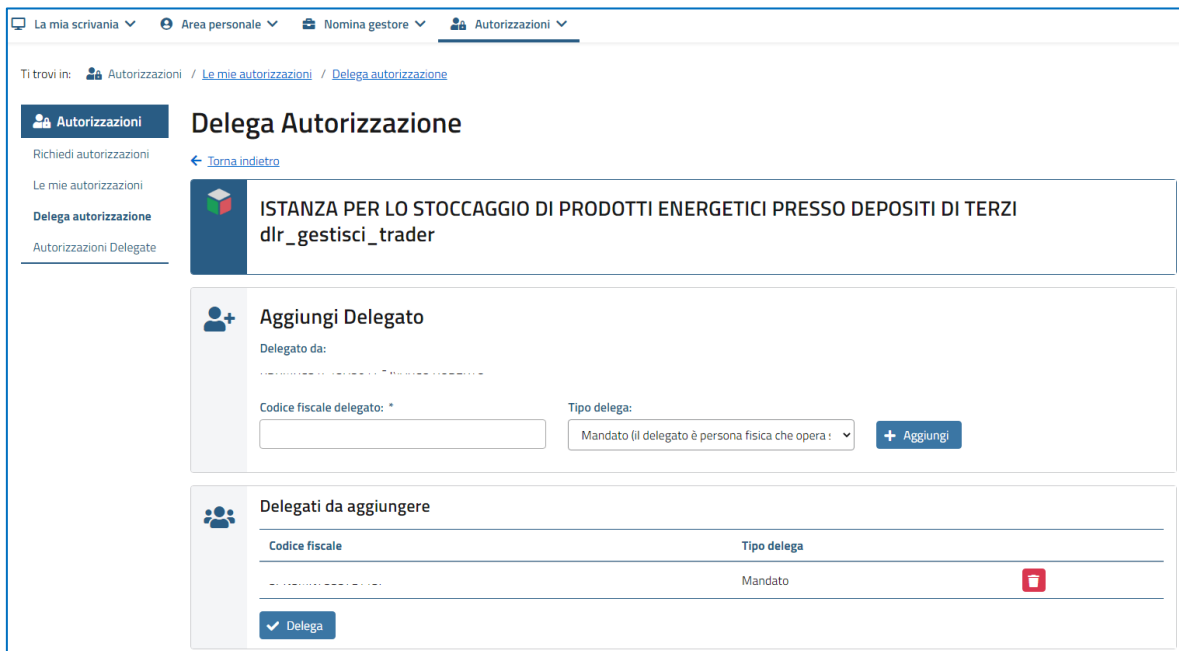 La mia scrivania Area personale Nomina gestore Autorizzazioni
Ti trovi in: Autorizzazioni / Le mie autorizzazioni / Delega autorizzazione
Autorizzazioni
Richiedi autorizzazioni
Le mie autorizzazioni
Delega autorizzazione
Autorizzazioni Delegate
Delega Autorizzazione
Torna indietro
ISTANZA PER LO STOCCAGGIO DI PRODOTTI ENERGETICI PRESSO DEPOSITI DI TERZI
dlr_gestisci_trader
Aggiungi Delegato
Delegato da:
Codice fiscale delegato: * Tipo delega:
Mandato (il delegato è persona fisica che opera + Aggiungi
Delegati da aggiungere
Codice fiscale Tipo delega
Mandato
Delega